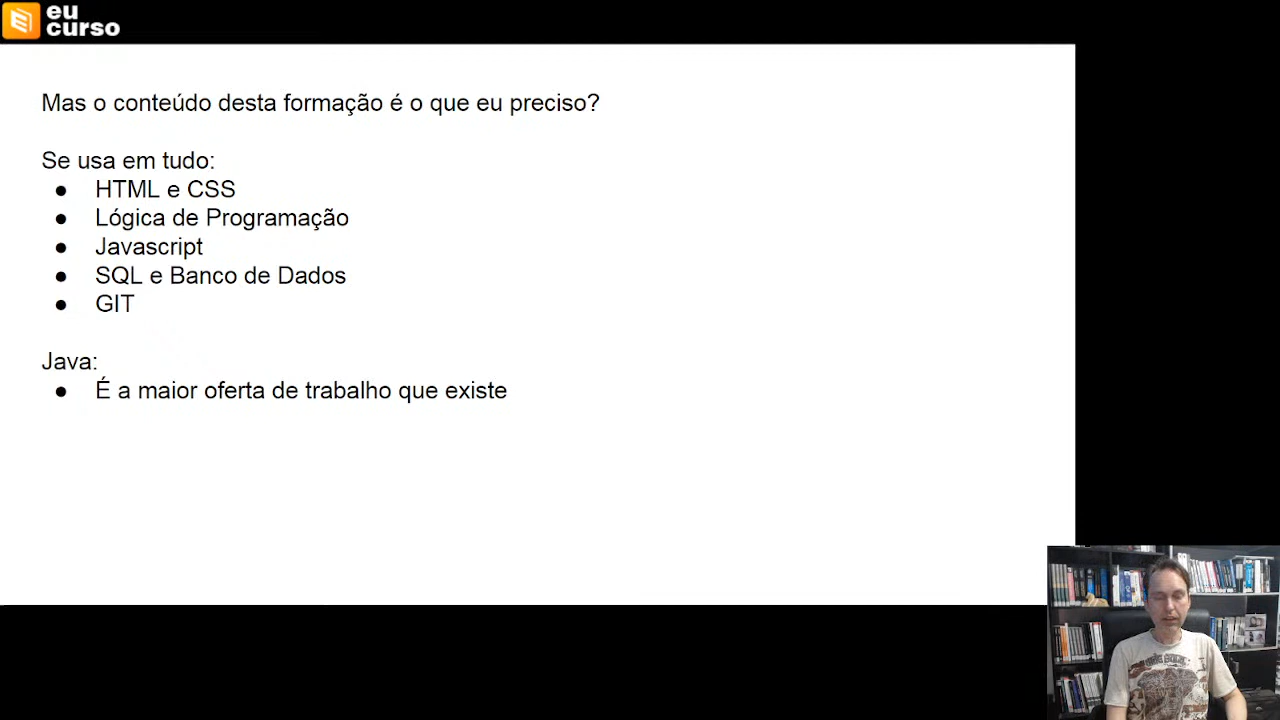 eu
curso
Mas o conteúdo desta formação é o que eu preciso?
Se usa em tudo:
● HTML e CSS
● Lógica de Programação
● Javascript
● SQL e Banco de Dados
● GIT
Java:
● É a maior oferta de trabalho que existe